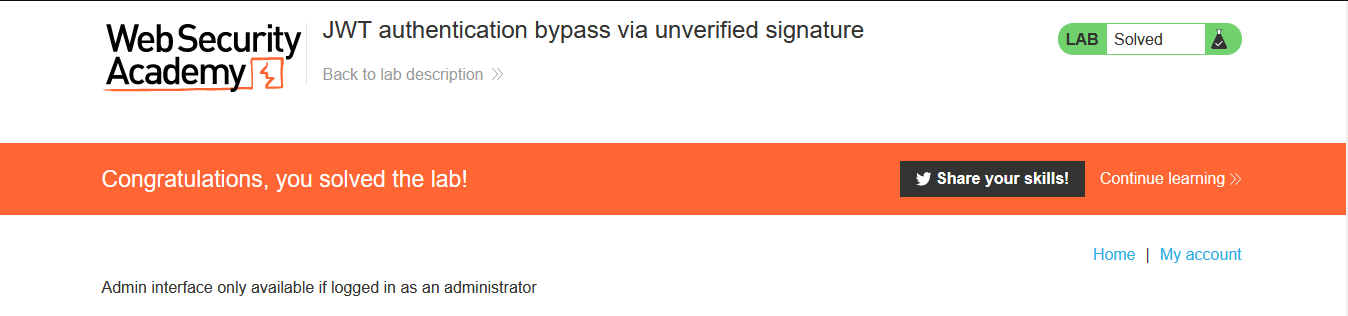 Web Security
Academy
JWT authentication bypass via unverified signature
Back to lab description
LAB Solved
Congratulations, you solved the lab!
Share your skills!
Continue learning
Home | My account
Admin interface only available if logged in as an administrator